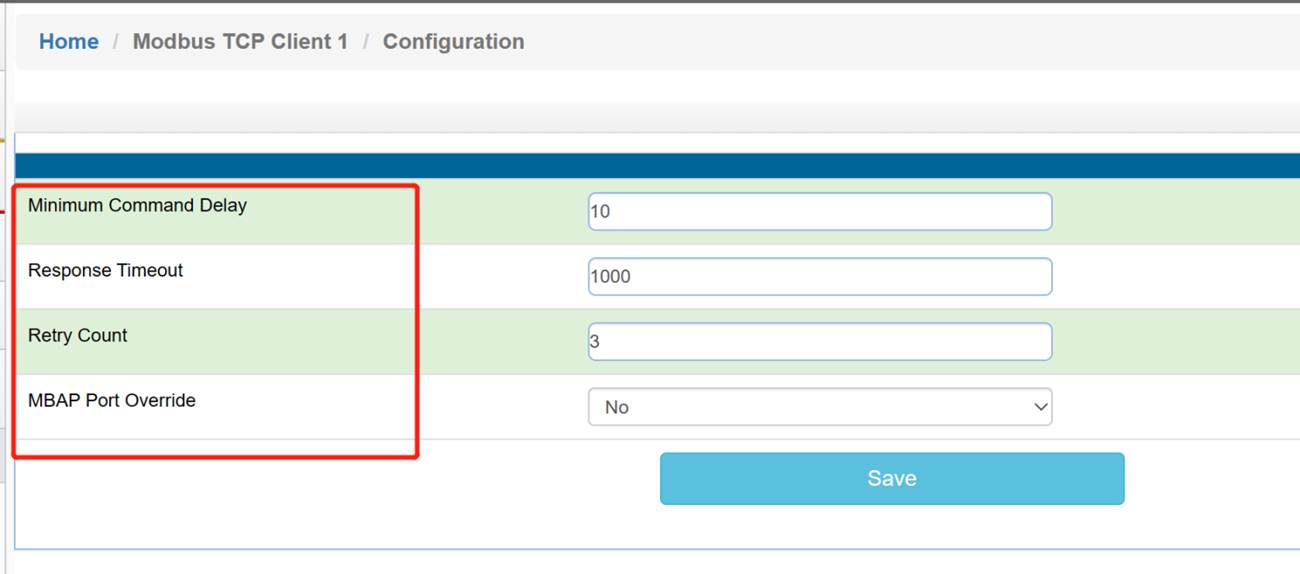 Home / Modbus TCP Client 1 / Configuration
Minimum Command Delay 10
Response Timeout 1000
Retry Count 3
MBAP Port Override No
Save